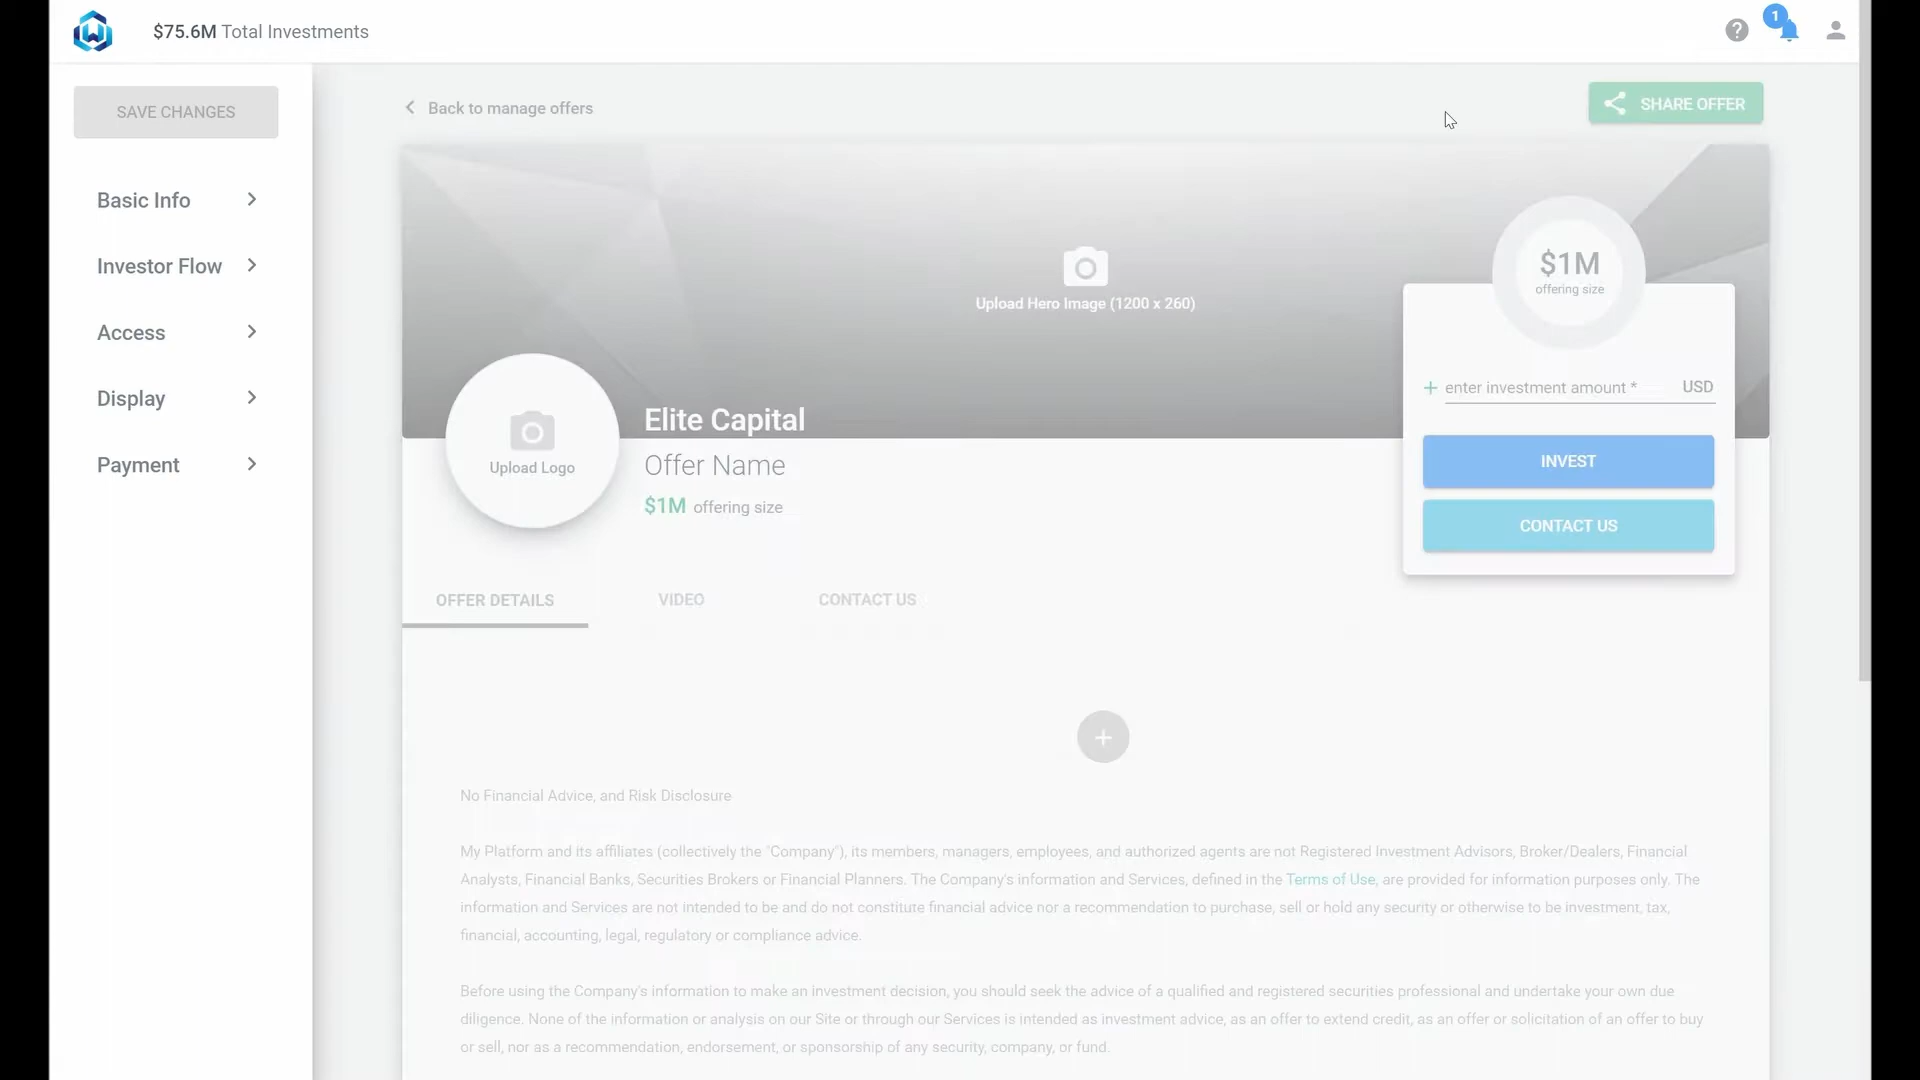 $75.6M Total Investments
1
SAVE CHANGES
Basic Info
Investor Flow
Access
Display
Payment
Back to manage offers
SHARE OFFER
Upload Hero Image (1200 x 260)
$1M
offering size
enter investment amount *
USD
INVEST
CONTACT US
Upload Logo
Elite Capital
Offer Name
$1M offering size
OFFER DETAILS
VIDEO
CONTACT US
No Financial Advice, and Risk Disclosure
My Platform and its affiliates (collectively the "Company"), its members, managers, employees, and authorized agents are not Registered Investment Advisors, Broker/Dealers, Financial
Analysts, Financial Banks, Securities Brokers or Financial Planners. The Company's information and Services, defined in the Terms of Use, are provided for information purposes only. The
information and Services are not intended to be and do not constitute financial advice nor a recommendation to purchase, sell or hold any security or otherwise to be investment, tax,
financial, accounting, legal, regulatory or compliance advice.
Before using the Company's information to make an investment decision, you should seek the advice of a qualified and registered securities professional and undertake your own due
diligence. None of the information or analysis on our Site or through our Services is intended as investment advice, as an offer to extend credit, as an offer or solicitation of an offer to buy
or sell, nor as a recommendation, endorsement, or sponsorship of any security, company, or fund.